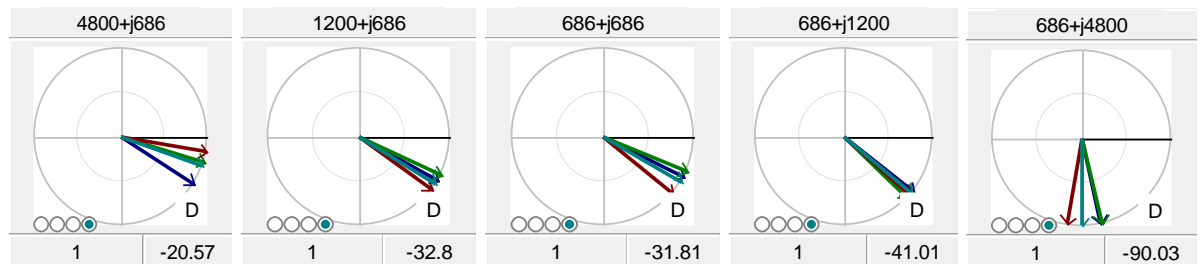 4800+j686
D
1 -20.57
1200+j686
D
1 -32.8
686+j686
D
1 -31.81
686+j1200
D
1 -41.01
686+j4800
D
1 -90.03